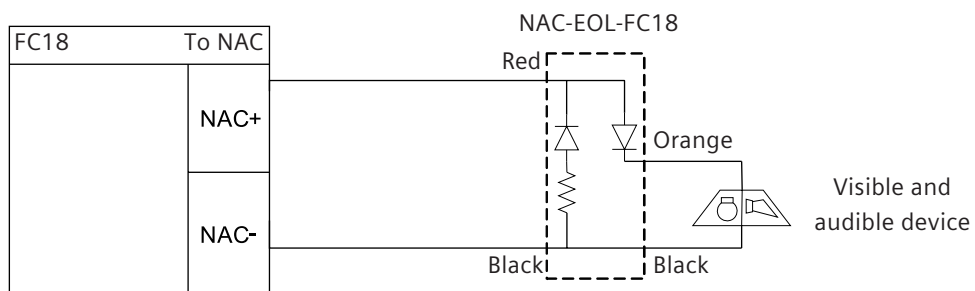 NAC-EOL-FC18
FC18 To NAC
Red
NAC+
Orange
Visible and
audible device
NAC-
Black Black